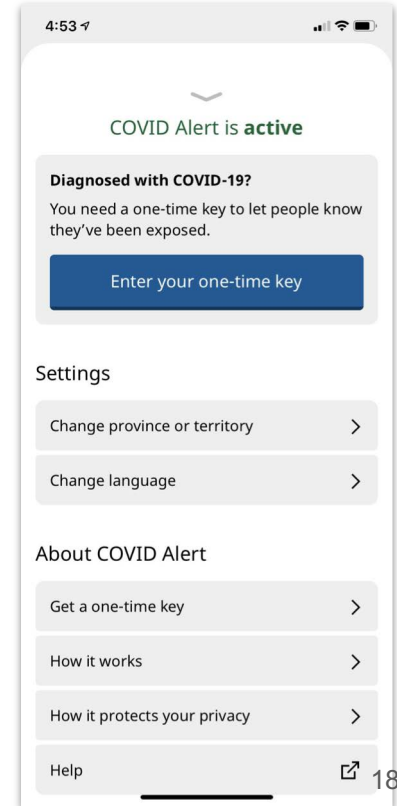 4:53
COVID Alert is active
Diagnosed with COVID-19?
You need a one-time key to let people know
they've been exposed.
Enter your one-time key
Settings
Change province or territory
Change language
About COVID Alert
Get a one-time key
How it works
How it protects your privacy
Help
18